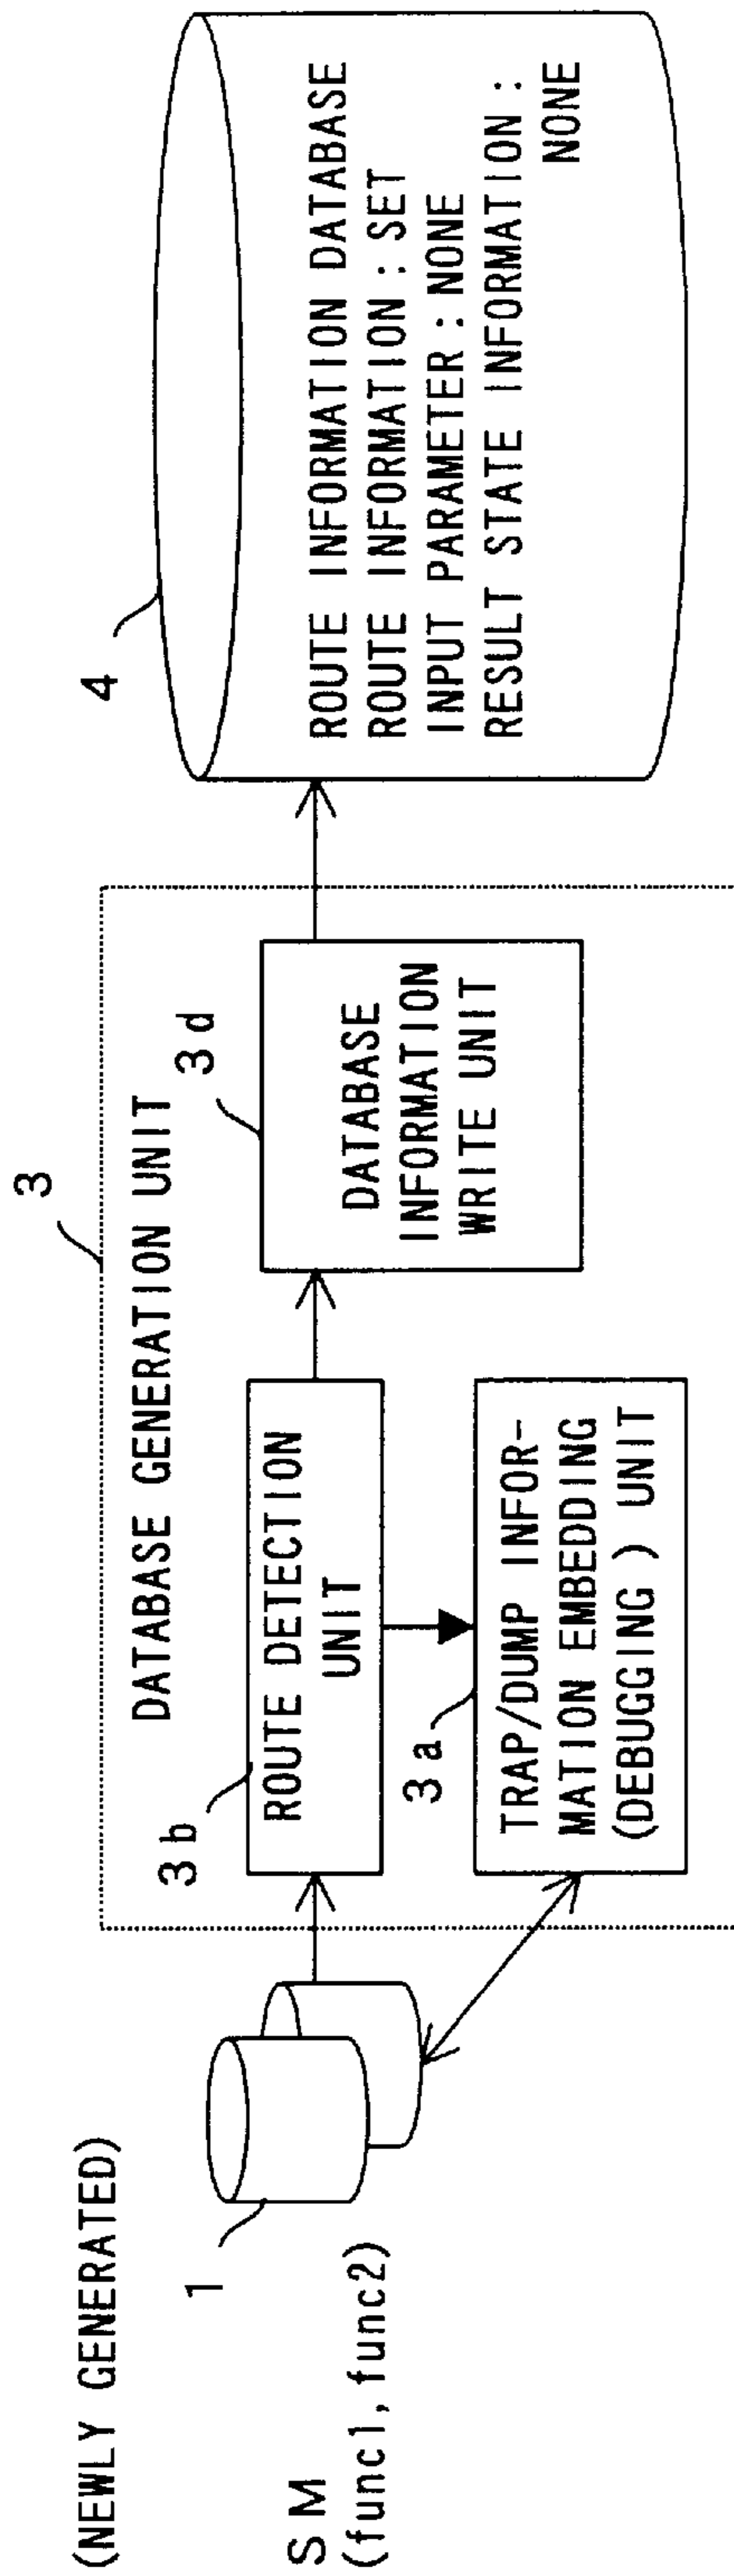 (NEWLY GENERATED)
1
S M
(func1, func2)
3
DATABASE GENERATION UNIT
3b
ROUTE DETECTION
UNIT
3a
TRAP/DUMP INFOR-
MATION EMBEDDING
(DEBUGGING ) UNIT
3d
DATABASE
INFORMATION
WRITE UNIT
4
ROUTE INFORMATION DATABASE
ROUTE INFORMATION : SET
INPUT PARAMETER : NONE
RESULT STATE INFORMATION :
NONE